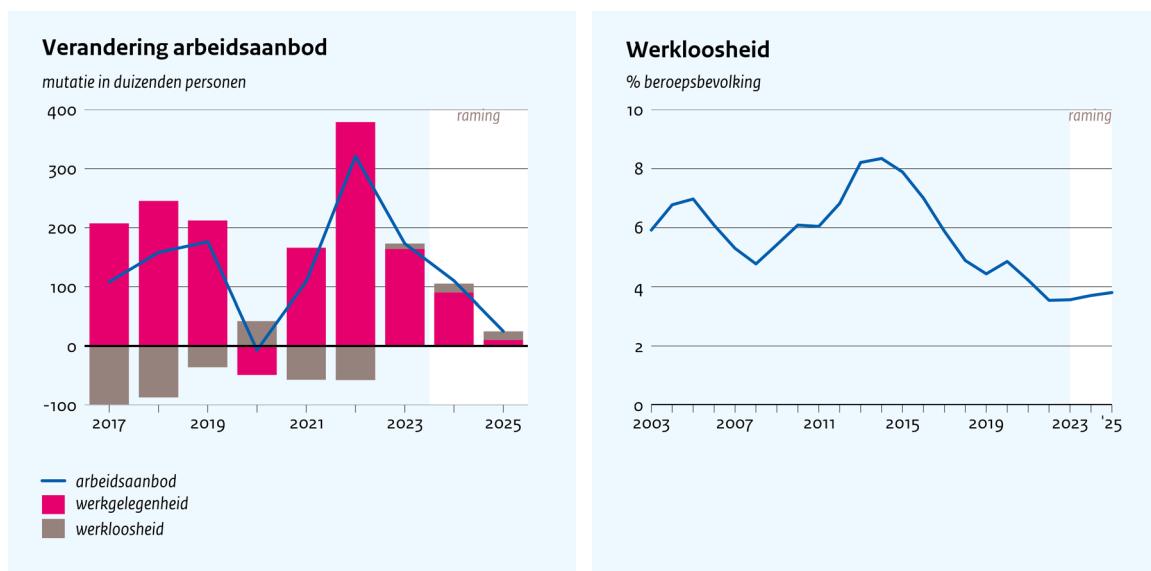 Verandering arbeidsaanbod
mutatie in duizenden personen
400
raming
300
200
100
0
-100
2017
2019
2021
2023
2025
arbeidsaanbod
werkgelegenheid
werkloosheid
Werkloosheid
% beroepsbevolking
10
raming
8
6
4
2
0
2003
2007
2011
2015
2019
2023
'25